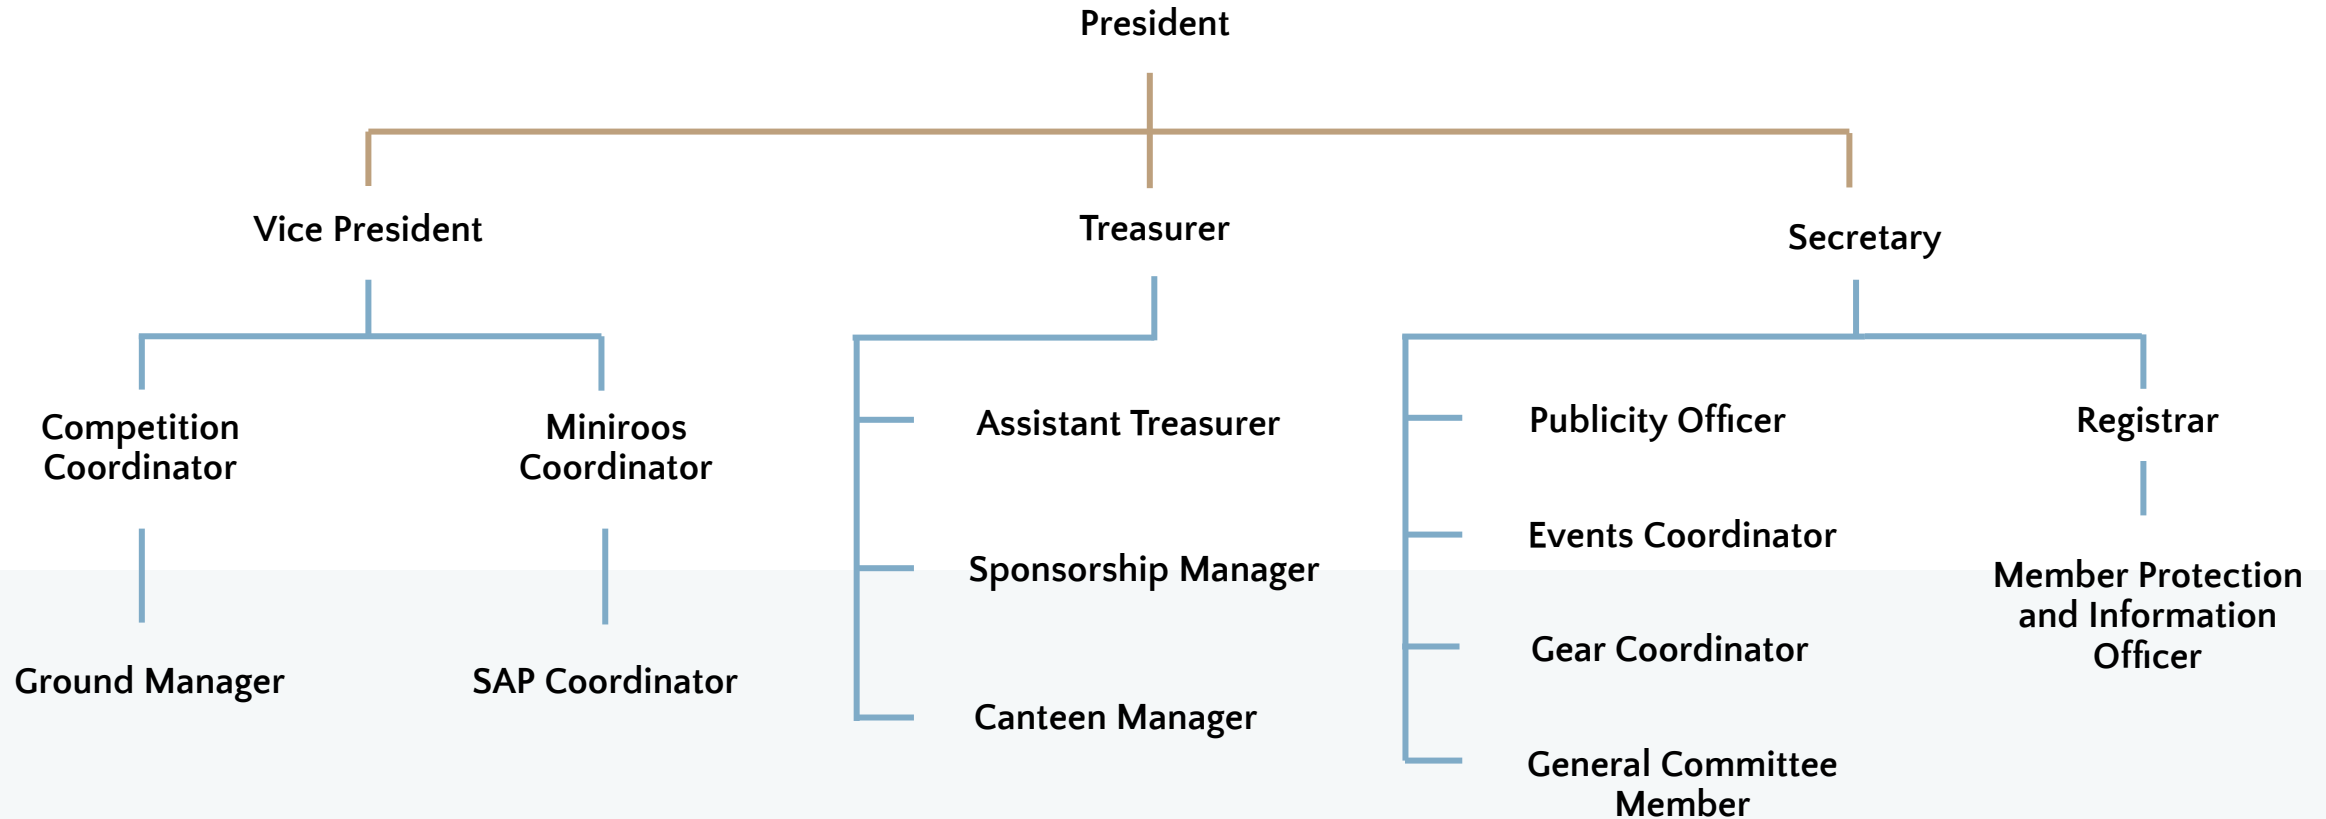 President
Vice President
Treasurer
Secretary
Competition
Coordinator
Miniroos
Coordinator
Assistant Treasurer
Publicity Officer
Registrar
Events Coordinator
Sponsorship Manager
Member Protection
and Information
Officer
Gear Coordinator
Ground Manager
SAP Coordinator
Canteen Manager
General Committee
Member